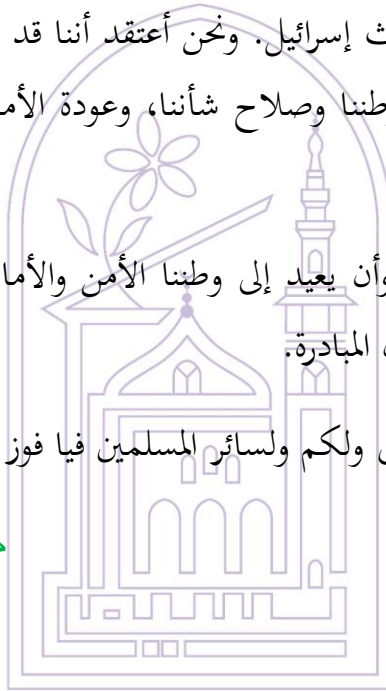 ث إسرائيل. ونحن أعتقد أننا قد
طننا وصلاح شأننا، وعودة الأم
وأن يعيد إلى وطننا الأمن والأما
المبادرة.
ولكم ولسائر المسلمين فيا فوز